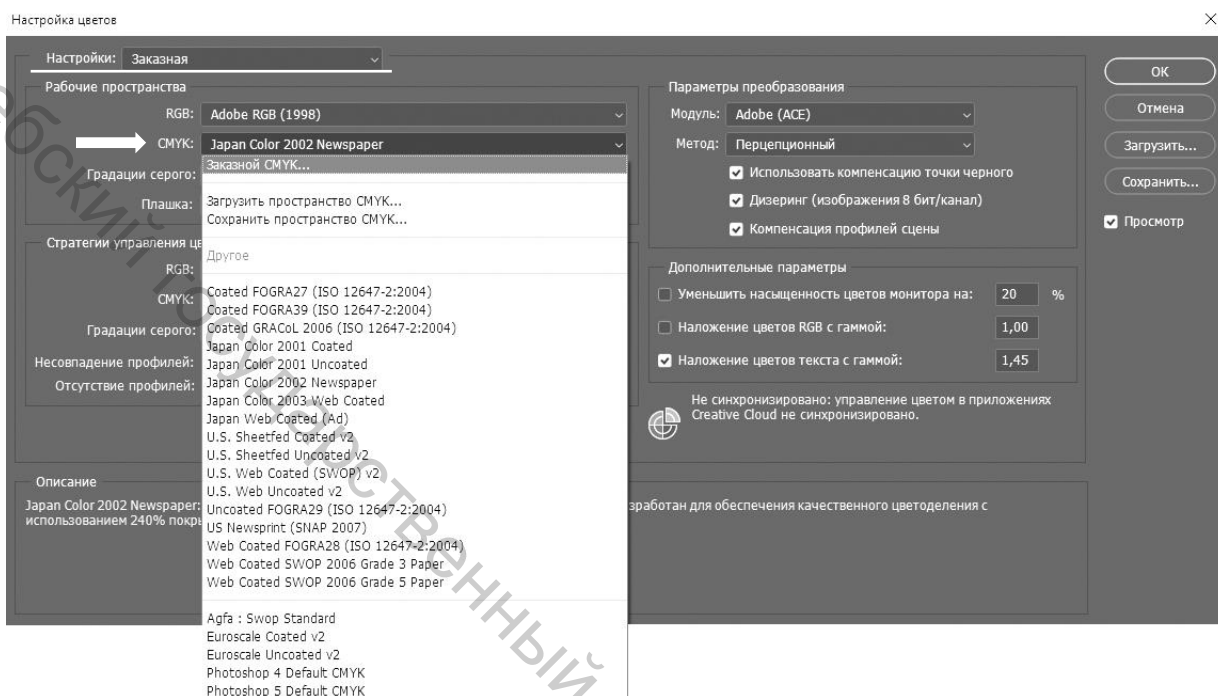 Настройка цветов
Настройки: Заказная
Рабочие пространства
RGB: Adobe RGB (1998)
CMYK: Japan Color 2002 Newspaper
Градации серого:
Плашка:
Заказной CMYK...
Загрузить пространство CMYK...
Сохранить пространство CMYK...
Другое
Coated FOGRA27 (ISO 12647-2:2004)
Coated FOGRA39 (ISO 12647-2:2004)
Coated GRACoL 2006 (ISO 12647-2:2004)
Japan Color 2001 Coated
Japan Color 2001 Uncoated
Japan Color 2002 Newspaper
Japan Color 2003 Web Coated
Japan Web Coated (Ad)
U.S. Sheetfed Coated v2
U.S. Sheetfed Uncoated v2
U.S. Web Coated (SWOP) v2
U.S. Web Uncoated v2
Uncoated FOGRA29 (ISO 12647-2:2004)
US Newsprint (SNAP 2007)
Web Coated FOGRA28 (ISO 12647-2:2004)
Web Coated SWOP 2006 Grade 3 Paper
Web Coated SWOP 2006 Grade 5 Paper
Agfa : Swop Standard
Euroscale Coated v2
Euroscale Uncoated v2
Photoshop 4 Default CMYK
Photoshop 5 Default CMYK
Стратегии управления
RGB:
CMYK:
Градации серого:
Несовпадение профилей:
Отсутствие профилей:
Параметры преобразования
Модуль: Adobe (ACE)
Метод: Перцепционный
Использовать компенсацию точки черного
Дизеринг (изображения 8 бит/канал)
Компенсация профилей сцены
Дополнительные параметры
Уменьшить насыщенность цветов монитора на: 20 %
Наложение цветов RGB с гаммой: 1,00
Наложение цветов текста с гаммой: 1,45
Не синхронизировано: управление цветом в приложениях
Creative Cloud не синхронизировано.
OK
Отмена
Загрузить...
Сохранить...
Просмотр
Описание
Japan Color 2002 Newspaper:
для обеспечения качественного цветоделения с
использованием 240%
государственный